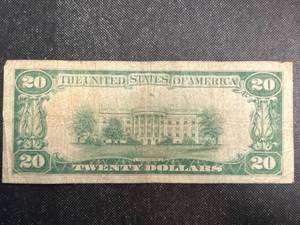 20 THE UNITED STATES OF AMERICA 20
20 TWENTY DOLLARS 20